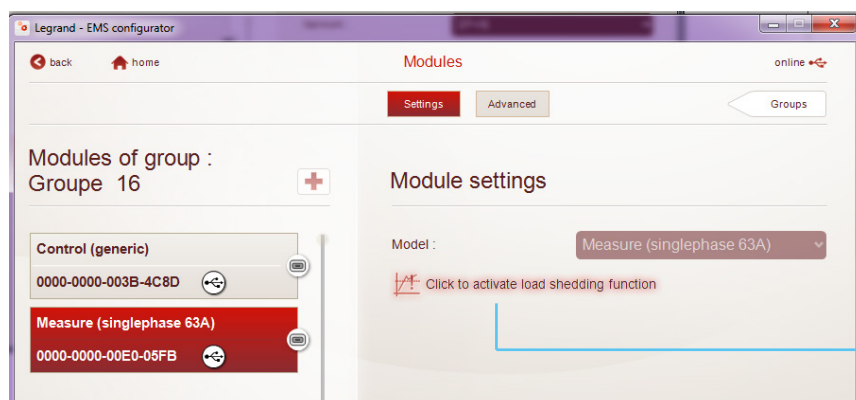 Legrand - EMS configurator
back
home
Modules
online
Settings
Advanced
Groups
Modules of group :
Groupe 16
Control (generic)
0000-0000-003B-4C8D
Measure (singlephase 63A)
0000-0000-00E0-05FB
Module settings
Model :
Measure (singlephase 63A)
Click to activate load shedding function